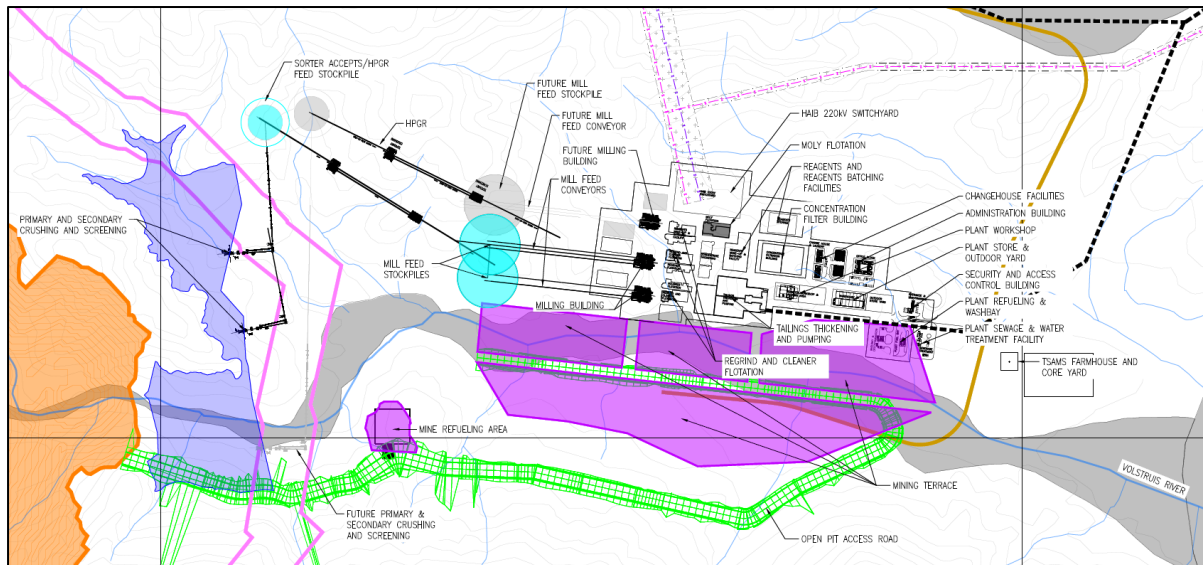 SORTER ACCEPTS/HPGR
FEED STOCKPILE
FUTURE MILL
FEED STOCKPILE
HPGR
FUTURE MILL
FEED CONVEYOR
FUTURE MILLING
BUILDING
MILL FEED
CONVEYORS
HAIB 220kV SWITCHYARD
MOLY FLOTATION
REAGENTS AND
REAGENTS BATCHING
FACILITIES
CONCENTRATION
FILTER BUILDING
CHANGEHOUSE FACILITIES
ADMINISTRATION BUILDING
PLANT WORKSHOP
PLANT STORE &
OUTDOOR YARD
SECURITY AND ACCESS
CONTROL BUILDING
PLANT REFUELING &
WASHBAY
PLANT SEWAGE & WATER
TREATMENT FACILITY
TSAMS FARMHOUSE AND
CORE YARD
PRIMARY AND SECONDARY
CRUSHING AND SCREENING
MILL FEED
STOCKPILES
MILLING BUILDING
TAILINGS THICKENING
AND PUMPING
REGRIND AND CLEANER
FLOTATION
MINE REFUELING AREA
MINING TERRACE
VOLSTRUIS RIVER
FUTURE PRIMARY &
SECONDARY CRUSHING
AND SCREENING
OPEN PIT ACCESS ROAD